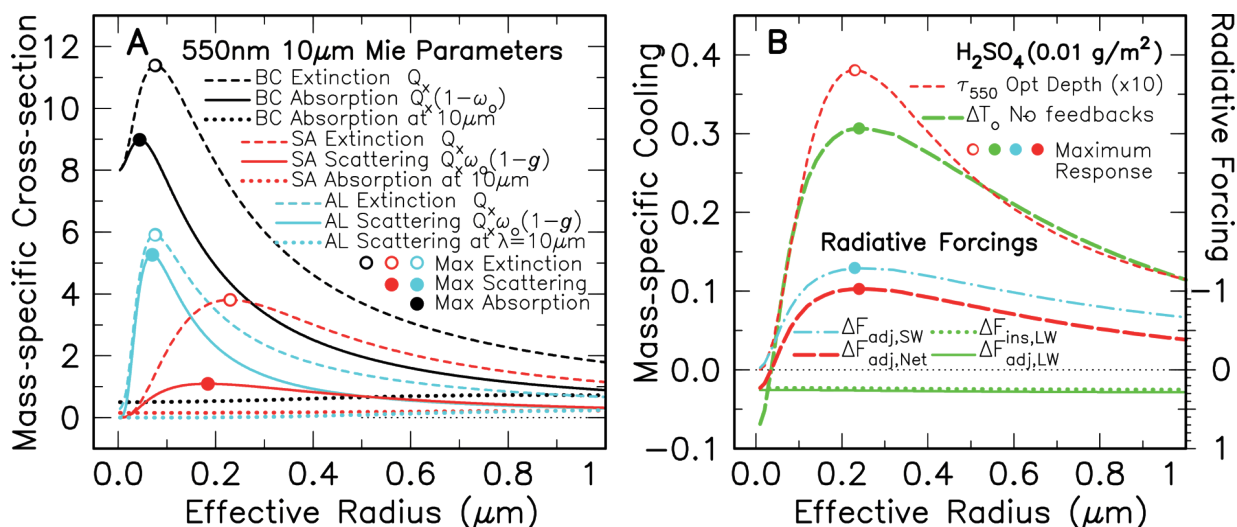 A
550nm 10μm Mie Parameters
BC Extinction Qx
BC Absorption Qx(1−ωo)
BC Absorption at 10μm
SA Extinction Qx
SA Scattering Qxωo(1−g)
SA Absorption at 10μm
AL Extinction Qx
AL Scattering Qxωo(1−g)
AL Scattering at λ=10μm
Max Extinction
Max Scattering
Max Absorption
Mass-specific Cross-section
12
10
8
6
4
2
0
0.0 0.2 0.4 0.6 0.8 1
Effective Radius (μm)
B
H2SO4(0.01 g/m2)
τ550 Opt Depth (x10)
ΔTo No feedbacks
Maximum
Response
Radiative Forcings
ΔFadj,SW ΔFins,LW
ΔFadj,Net ΔFadj,LW
Mass-specific Cooling
0.4
0.3
0.2
0.1
0.0
−0.1
Radiative Forcing
−1
0
1
0.0 0.2 0.4 0.6 0.8 1
Effective Radius (μm)